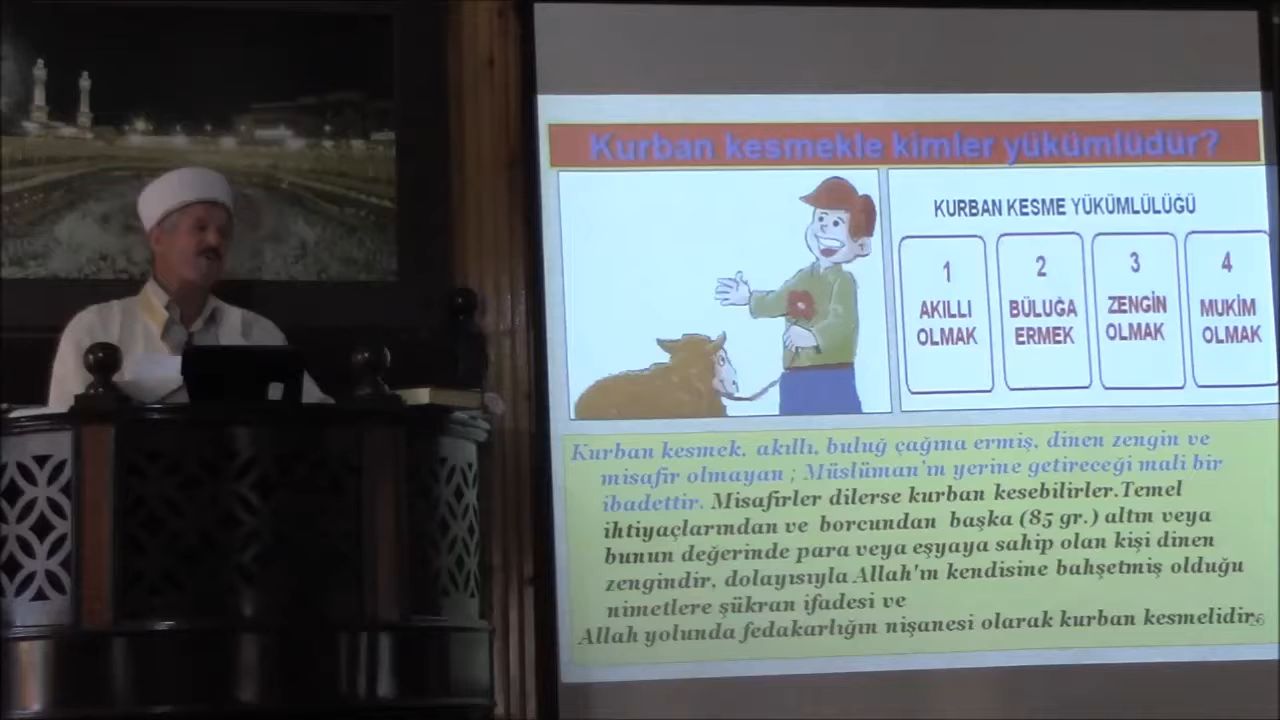 Kurban kesmekle kimler yükümlüdür?
KURBAN KESME YÜKÜMLÜLÜĞÜ
1
AKILLI
OLMAK
2
BÜLUĞA
ERMEK
3
ZENGİN
OLMAK
4
MUKİM
OLMAK
Kurban kesmek, akıllı, buluğ çağına ermiş, dinen zengin ve
misafir olmayan ; Müslüman'ın yerine getireceği mali bir
ibadettir. Misafirler dilerse kurban kesebilirler.Temel
ihtiyaçlarından ve borcundan başka (85 gr.) altın veya
bunun değerinde para veya eşyaya sahip olan kişi dinen
zengindir, dolayısıyla Allah'ın kendisine bahşetmiş olduğu
nimetlere şükran ifadesi ve
Allah yolunda fedakarlığın nişanesi olarak kurban kesmelidir.
26